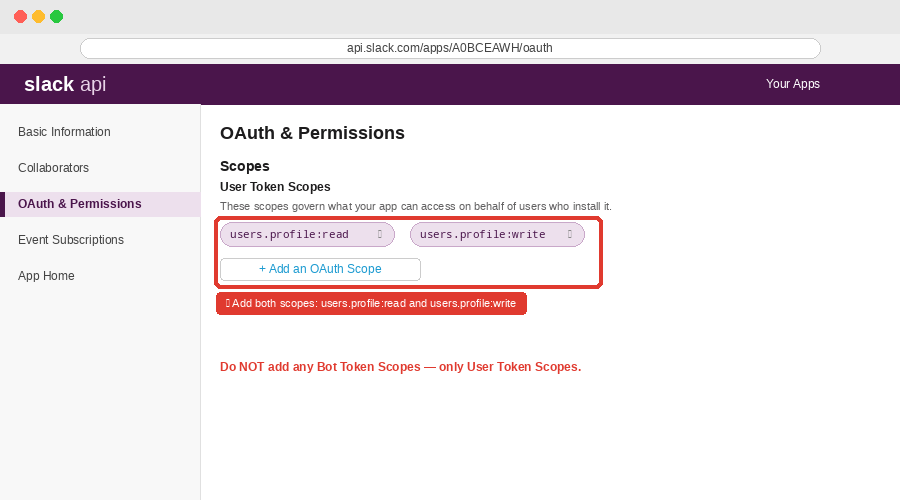 api.slack.com/apps/A0BCEAWH/oauth
slack api
Your Apps
Basic Information
Collaborators
OAuth & Permissions
Event Subscriptions
App Home
OAuth & Permissions
Scopes
User Token Scopes
These scopes govern what your app can access on behalf of users who install it.
users.profile:read
users.profile:write
+ Add an OAuth Scope
Add both scopes: users.profile:read and users.profile:write
Do NOT add any Bot Token Scopes — only User Token Scopes.